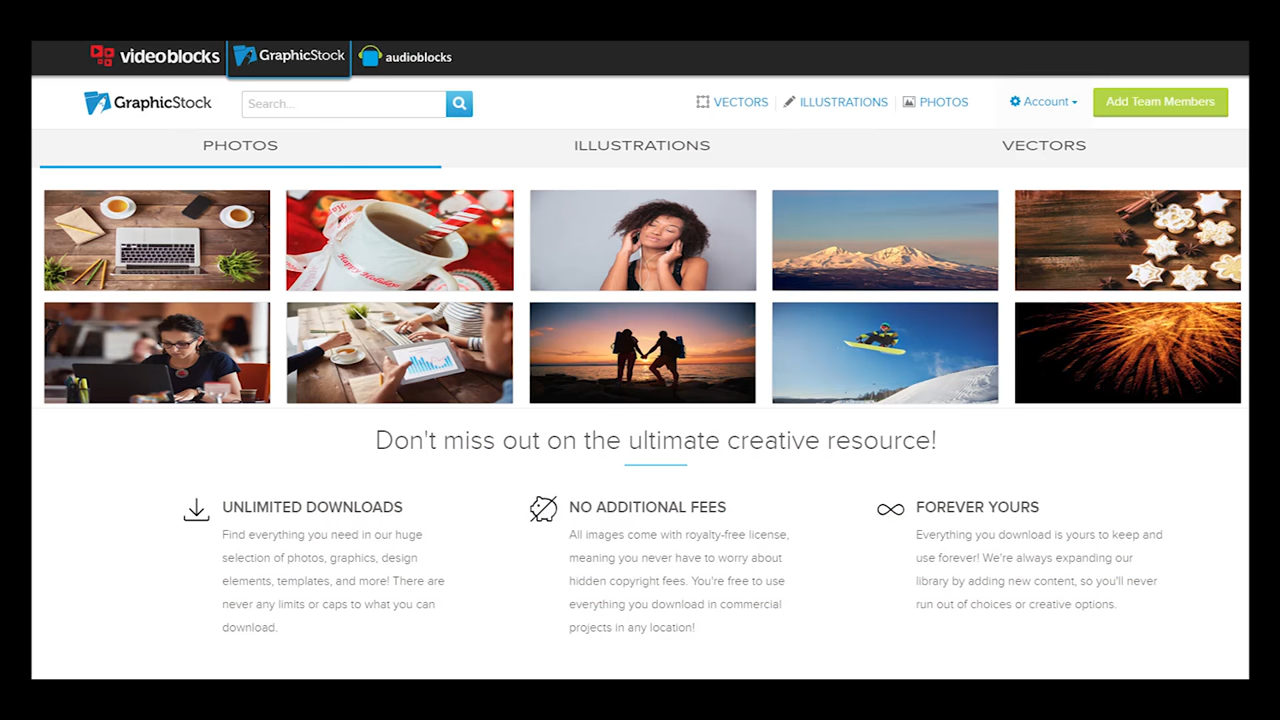 videoblocks GraphicStock audioblocks
GraphicStock Search... VECTORS ILLUSTRATIONS PHOTOS Account Add Team Members
PHOTOS ILLUSTRATIONS VECTORS
Happy Holidays
Don't miss out on the ultimate creative resource!
UNLIMITED DOWNLOADS
Find everything you need in our huge
selection of photos, graphics, design
elements, templates, and more! There are
never any limits or caps to what you can
download.
NO ADDITIONAL FEES
All images come with royalty-free license,
meaning you never have to worry about
hidden copyright fees. You're free to use
everything you download in commercial
projects in any location!
FOREVER YOURS
Everything you download is yours to keep and
use forever! We're always expanding our
library by adding new content, so you'll never
run out of choices or creative options.